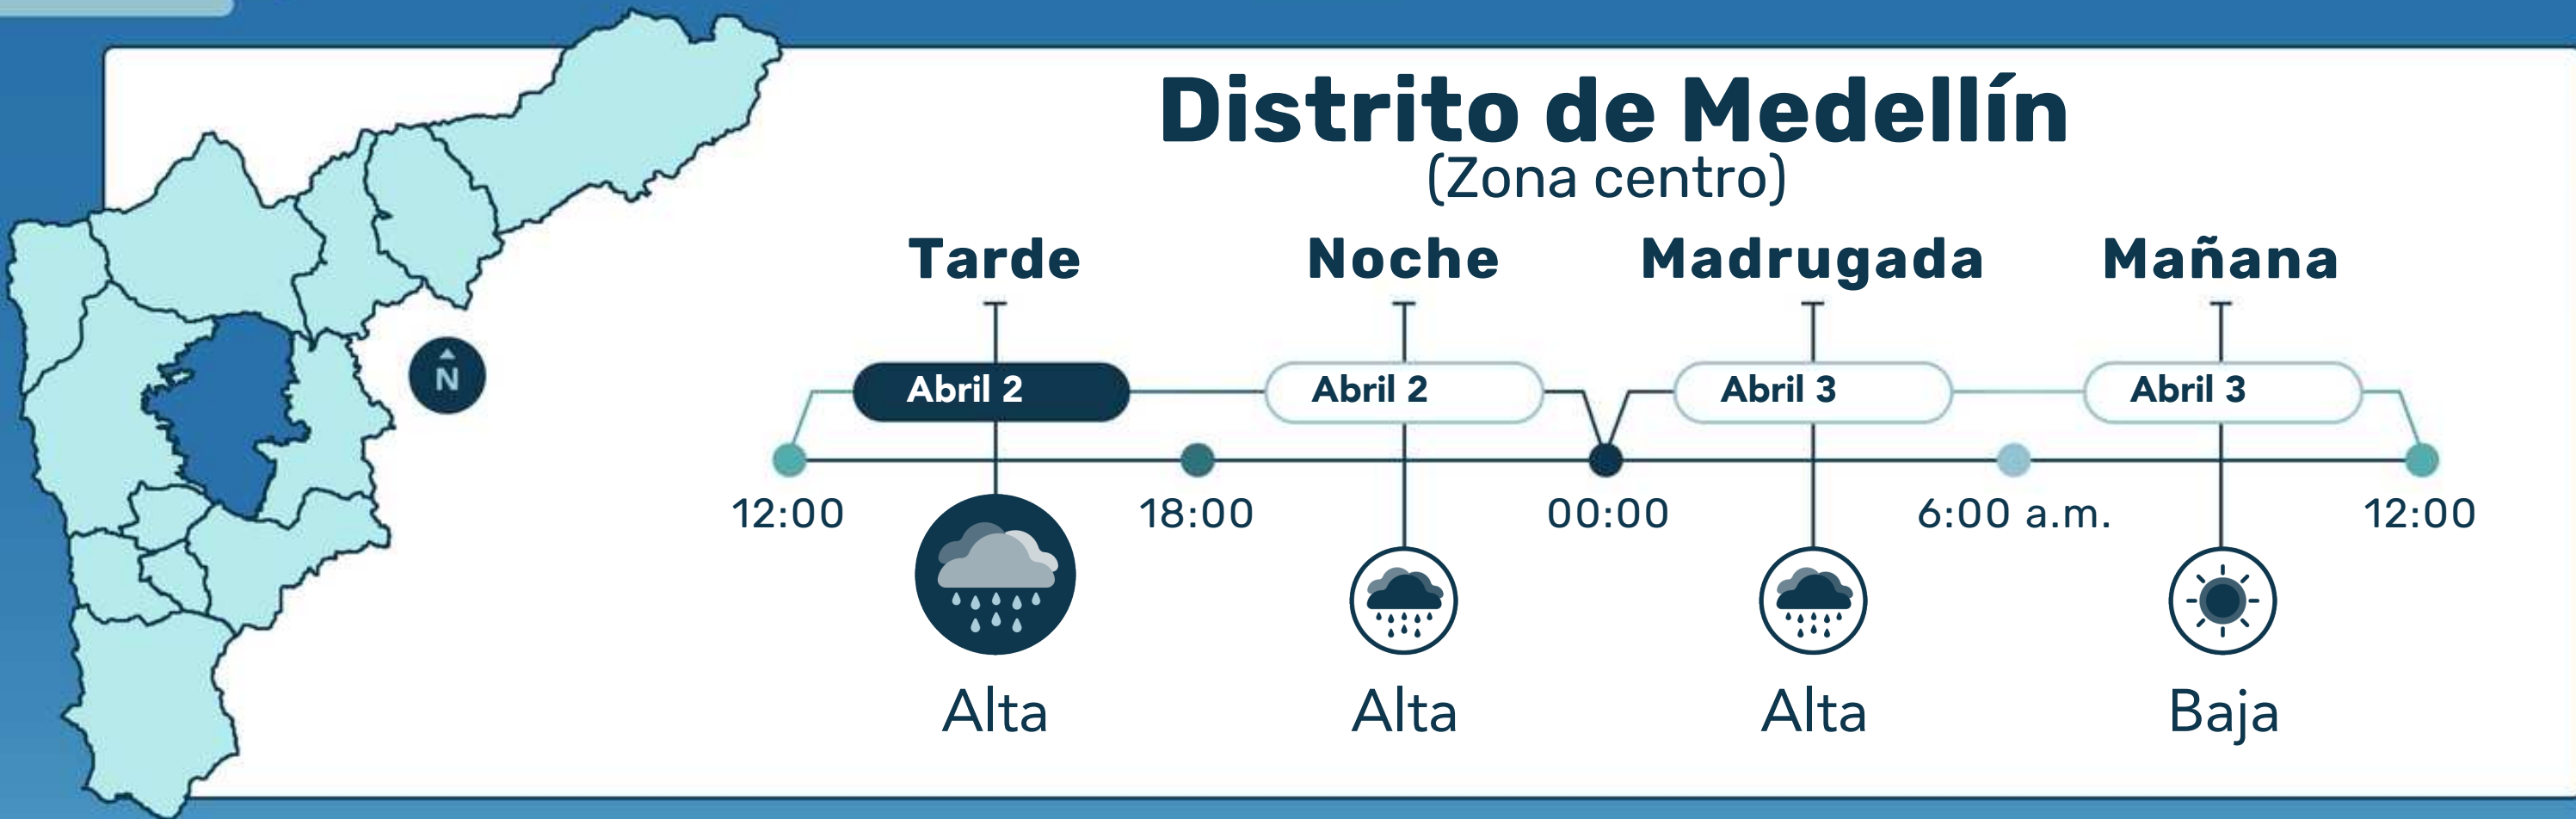 Distrito de Medellín
(Zona centro)
Tarde Noche Madrugada Mañana
Abril 2 Abril 2 Abril 3 Abril 3
N
12:00 18:00 00:00 6:00 a.m. 12:00
Alta Alta Alta Baja